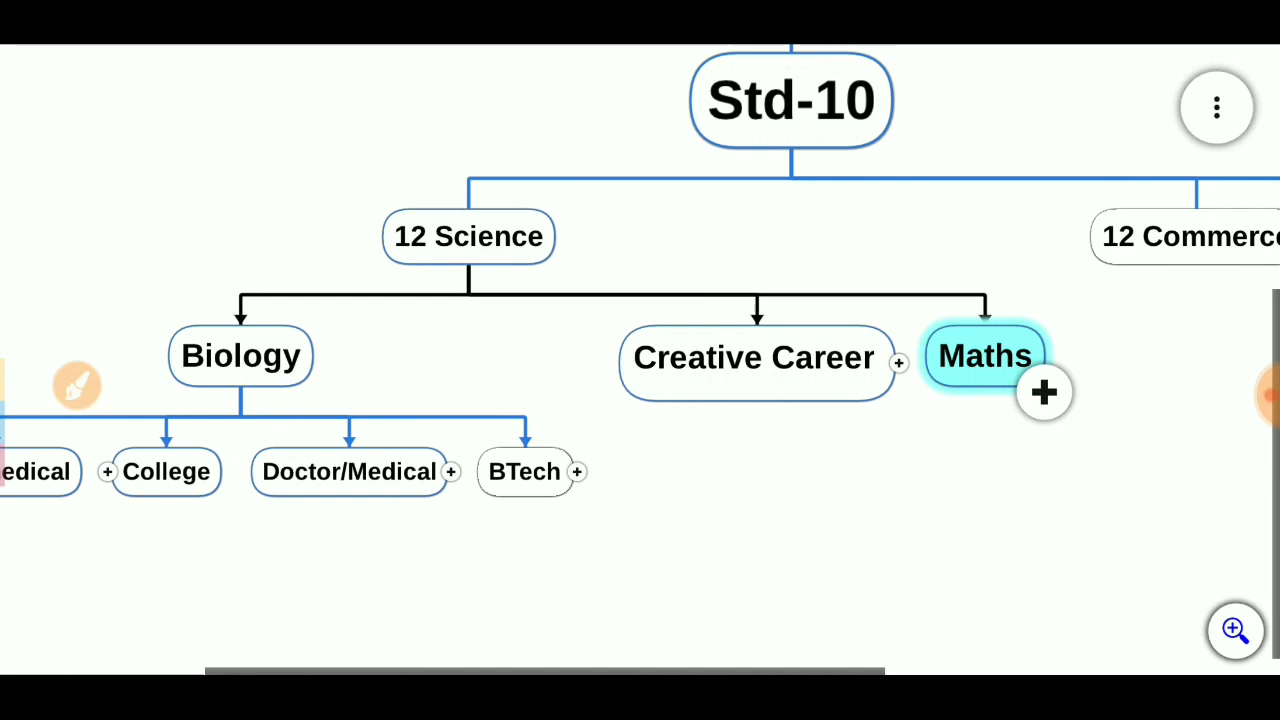 Std-10
12 Science
12 Commerce
Biology
Creative Career
Maths
edical
College
Doctor/Medical
BTech